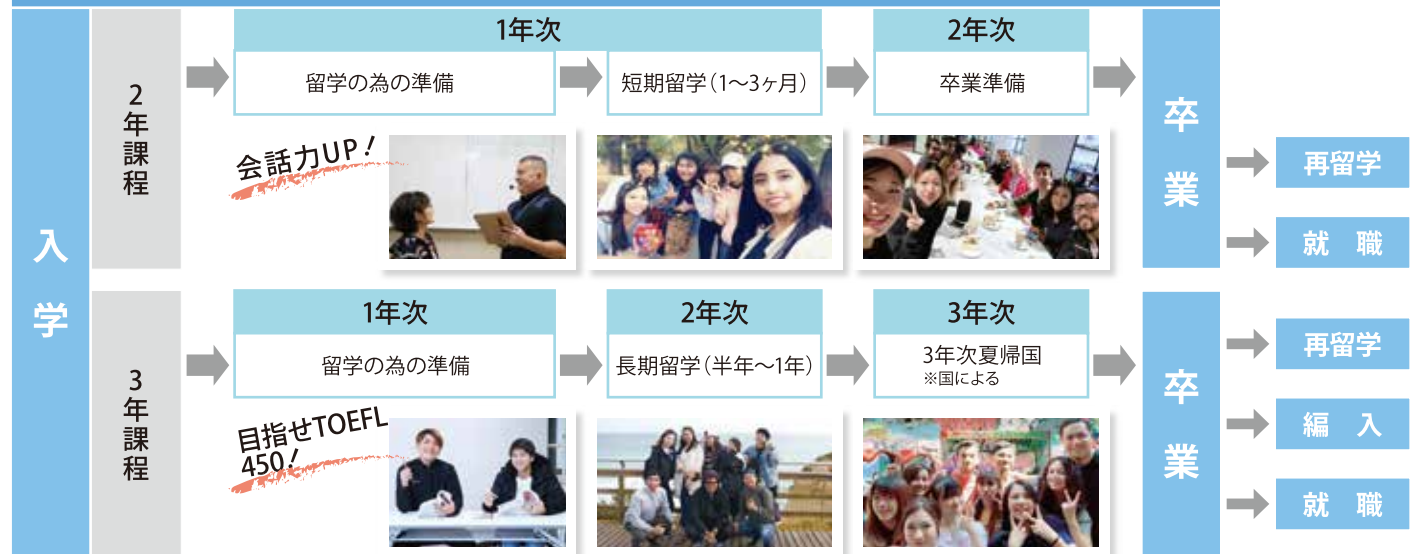 入学
2年課程
1年次
留学の為の準備
短期留学（1～3ヶ月）
2年次
卒業準備
会話力UP！
卒業
再留学
就 職
3年課程
1年次
留学の為の準備
2年次
長期留学（半年～1年）
3年次
3年次夏帰国
※国による
目指せTOEFL
450！
卒業
再留学
編 入
就 職